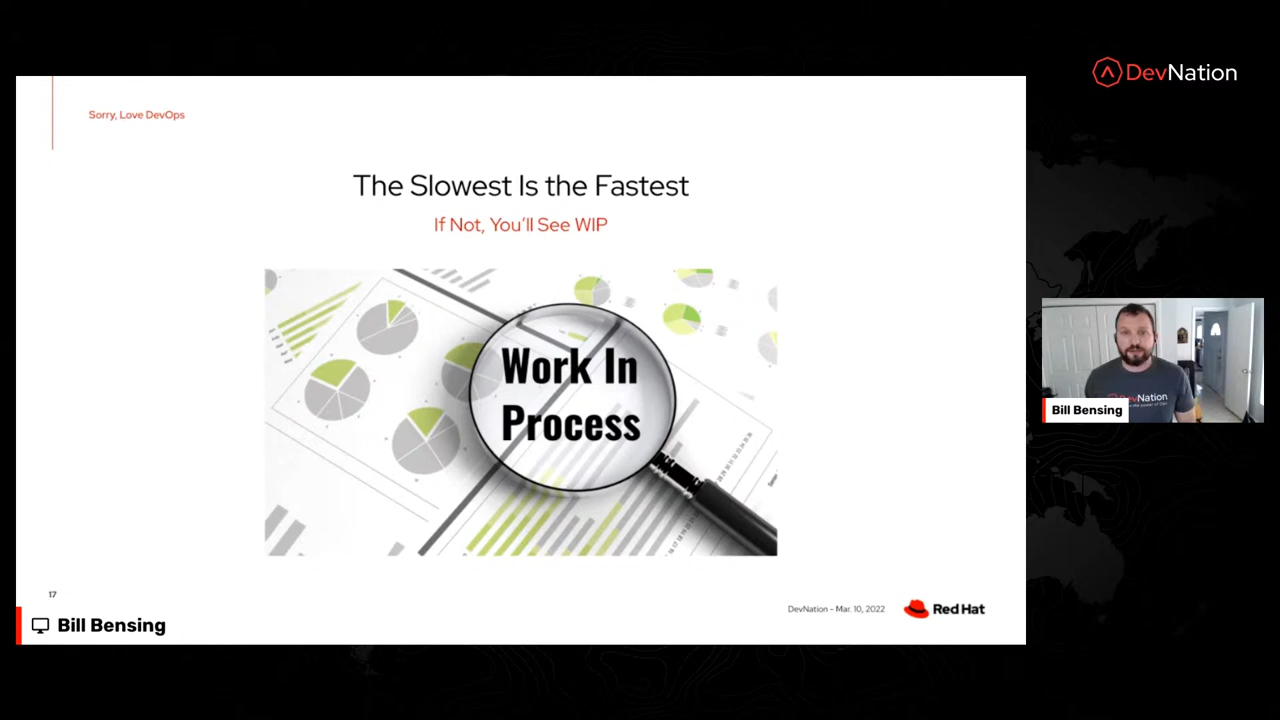 DevNation
Sorry, Love DevOps
The Slowest Is the Fastest
If Not, You'll See WIP
Work In
Process
17
DevNation - Mar. 10, 2022
Red Hat
Bill Bensing
DevNation
Bill Bensing